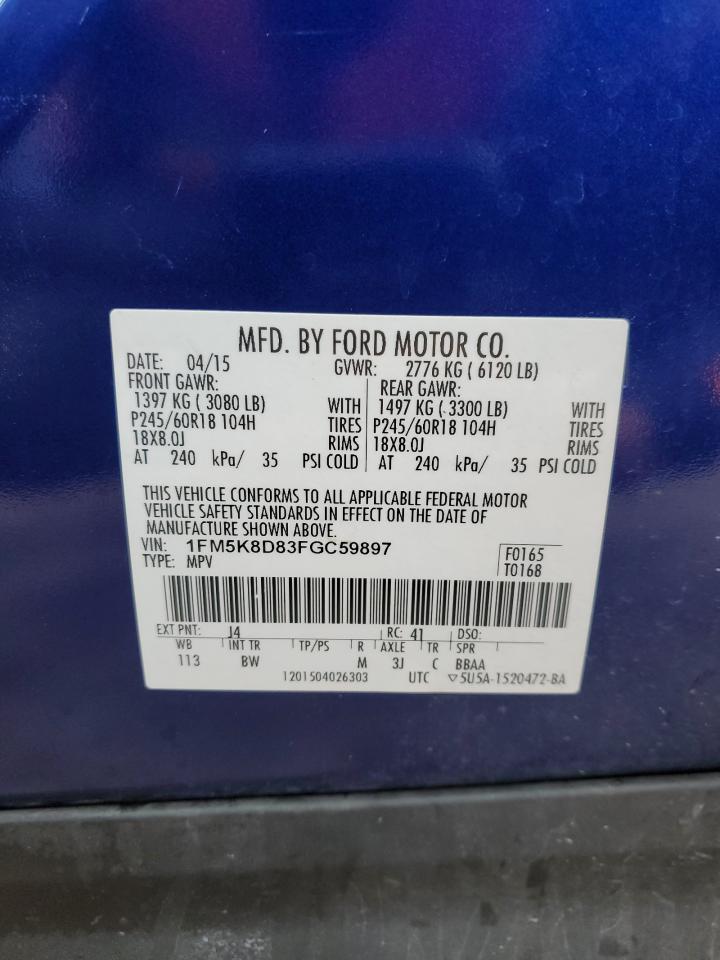 MFD. BY FORD MOTOR CO.
DATE: 04/15 GVWR: 2776 KG ( 6120 LB)
FRONT GAWR: REAR GAWR:
1397 KG ( 3080 LB) WITH 1497 KG ( 3300 LB) WITH
P245/60R18 104H TIRES P245/60R18 104H TIRES
18X8.0J RIMS 18X8.0J RIMS
AT 240 kPa/ 35 PSI COLD AT 240 kPa/ 35 PSI COLD
THIS VEHICLE CONFORMS TO ALL APPLICABLE FEDERAL MOTOR
VEHICLE SAFETY STANDARDS IN EFFECT ON THE DATE OF
MANUFACTURE SHOWN ABOVE.
VIN: 1FM5K8D83FGC59897 F0165
TYPE: MPV T0168
EXT PNT: J4 RC: 41 DSO:
WB INT TR TP/PS R AXLE TR SPR
113 BW M 3J C BBAA
1201504026303 UTC ▽5U5A-1520472-BA